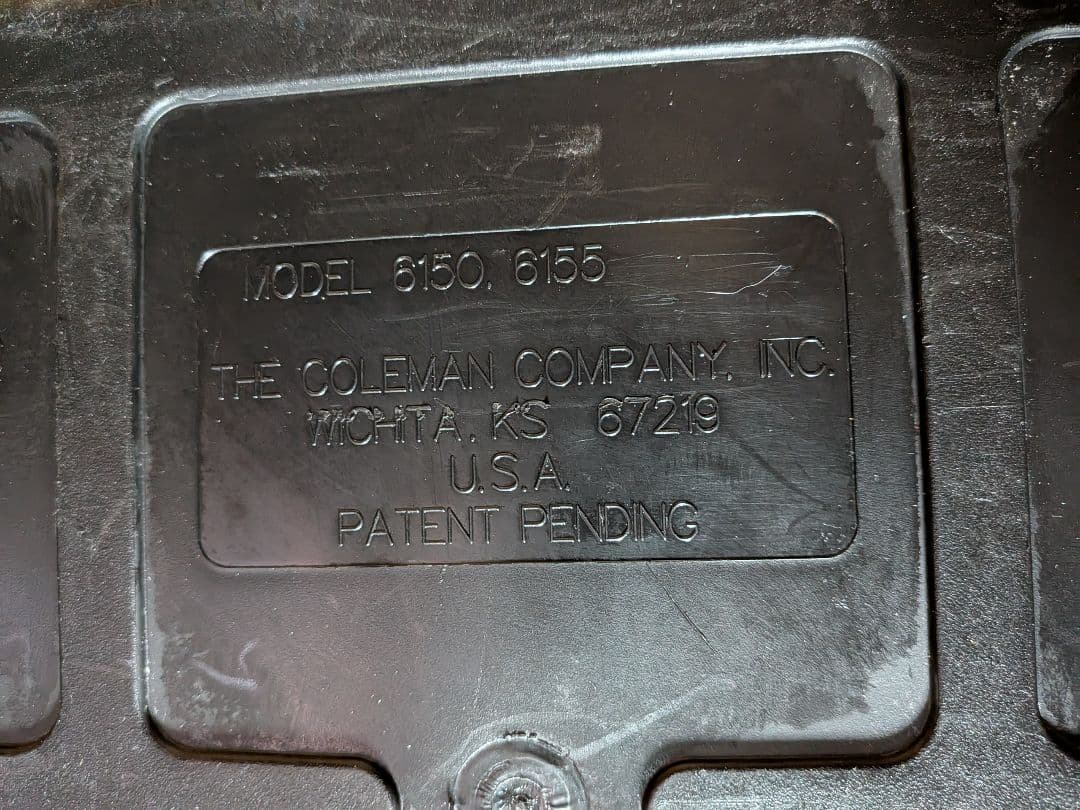 MODEL 6150, 6155
THE COLEMAN COMPANY, INC.
WICHITA, KS 67219
U.S.A.
PATENT PENDING